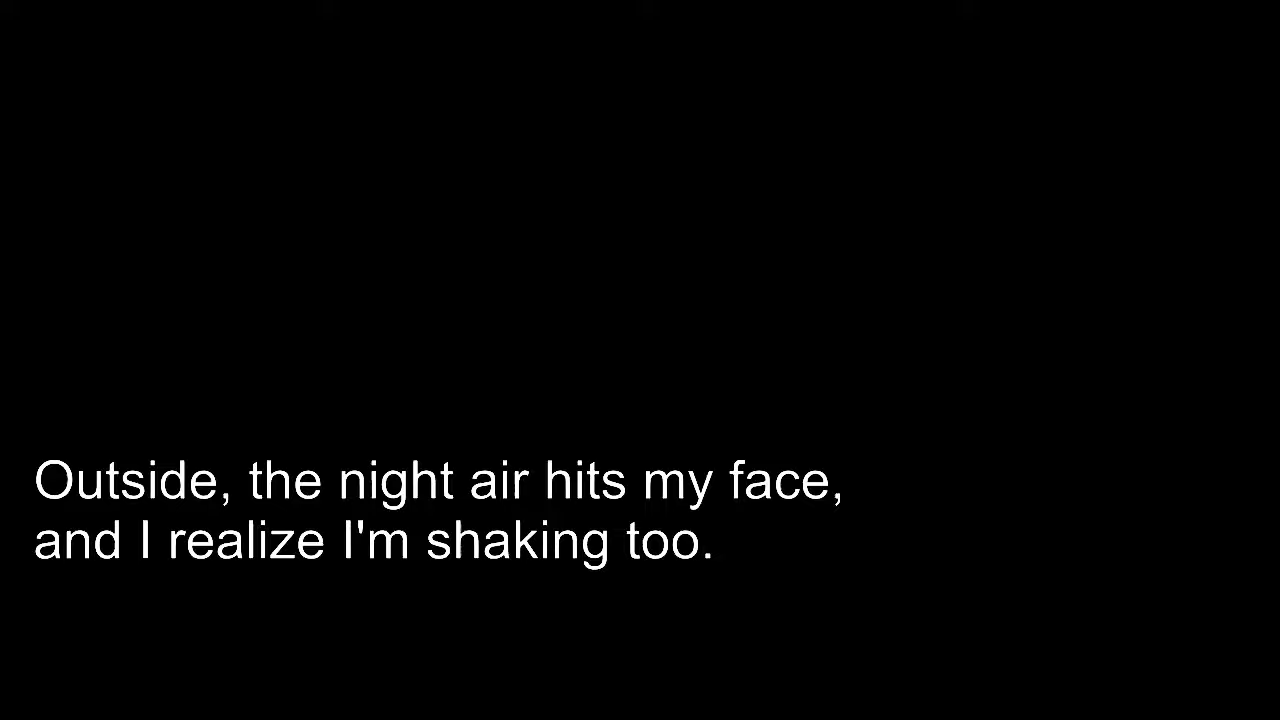 Outside, the night air hits my face,
and I realize I'm shaking too.